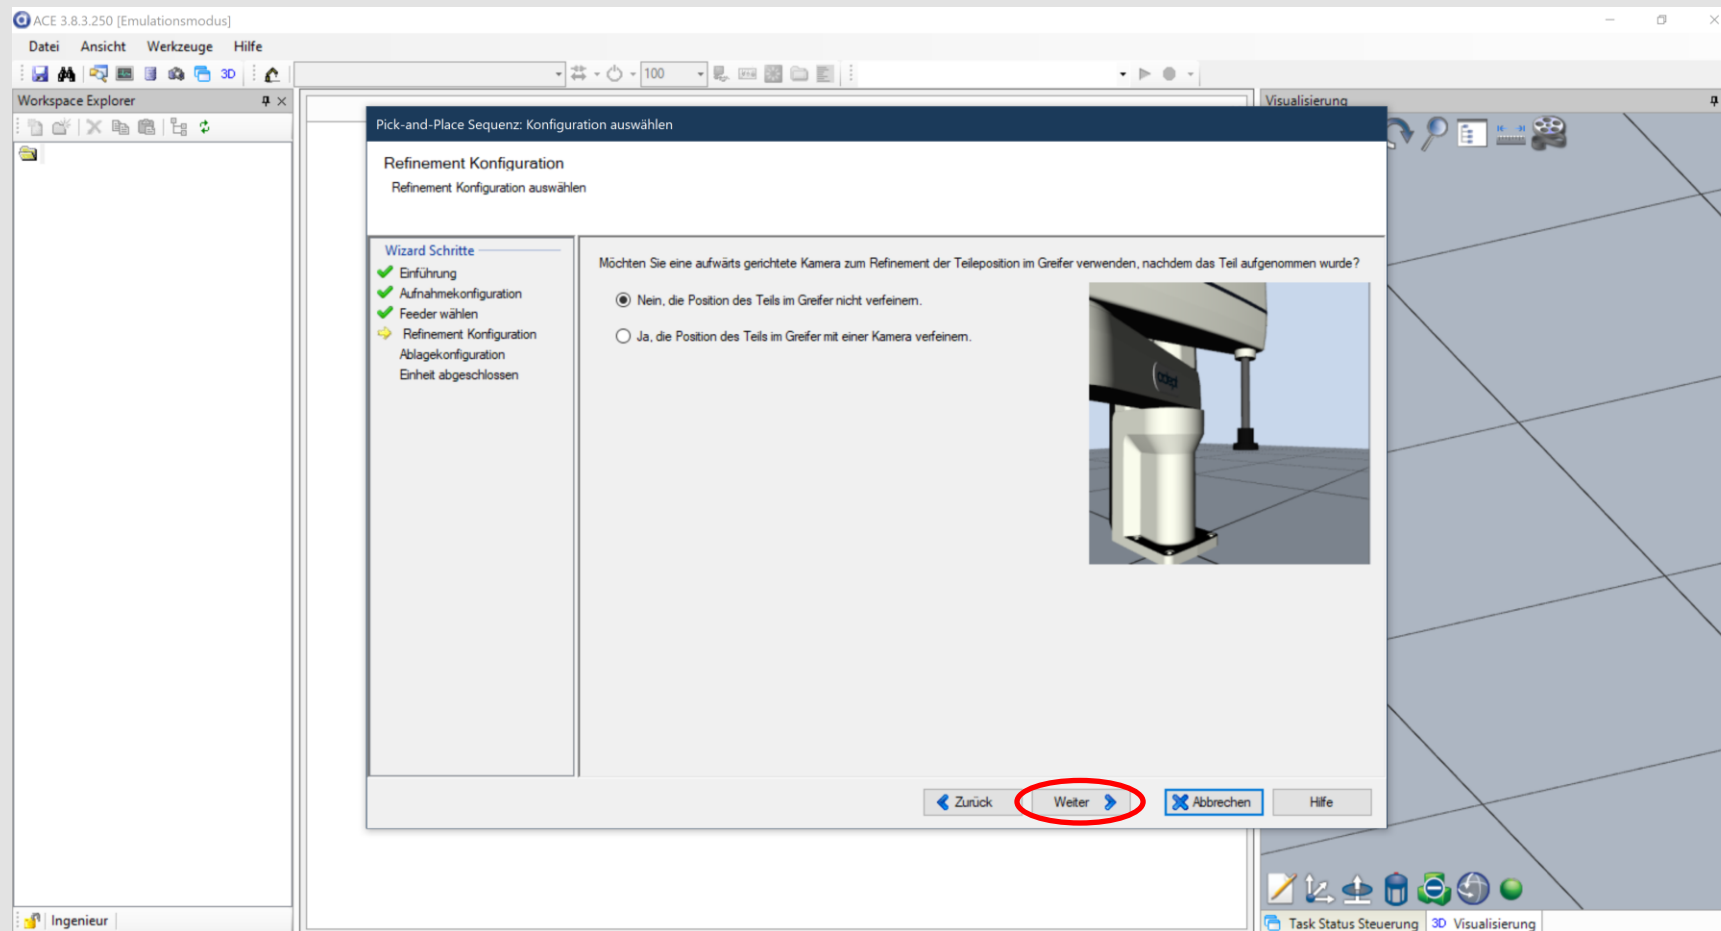 ACE 3.8.3.250 [Emulationsmodus]
Datei Ansicht Werkzeuge Hilfe
3D 100
Workspace Explorer
Visualisierung
Pick-and-Place Sequenz: Konfiguration auswählen
Refinement Konfiguration
Refinement Konfiguration auswählen
Wizard Schritte
Einführung
Aufnahmekonfiguration
Feeder wählen
Refinement Konfiguration
Ablagekonfiguration
Einheit abgeschlossen
Möchten Sie eine aufwärts gerichtete Kamera zum Refinement der Teileposition im Greifer verwenden, nachdem das Teil aufgenommen wurde?
Nein, die Position des Teils im Greifer nicht verfeinern.
Ja, die Position des Teils im Greifer mit einer Kamera verfeinern.
adept
Zurück Weiter Abbrechen Hilfe
Ingenieur
Task Status Steuerung 3D Visualisierung